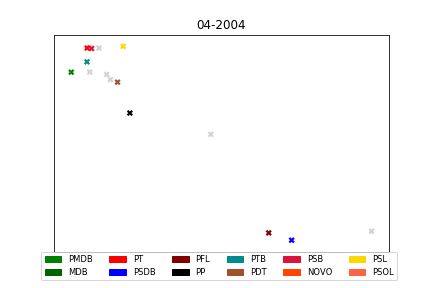 04-2004
PMDB PT PFL PTB PSB PSL
MDB PSDB PP PDT NOVO PSOL